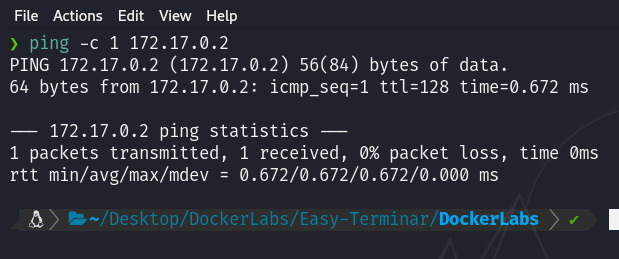 File Actions Edit View Help
❯ ping -c 1 172.17.0.2
PING 172.17.0.2 (172.17.0.2) 56(84) bytes of data.
64 bytes from 172.17.0.2: icmp_seq=1 ttl=128 time=0.672 ms
--- 172.17.0.2 ping statistics ---
1 packets transmitted, 1 received, 0% packet loss, time 0ms
rtt min/avg/max/mdev = 0.672/0.672/0.672/0.000 ms
~/Desktop/DockerLabs/Easy-Terminar/DockerLabs ✔